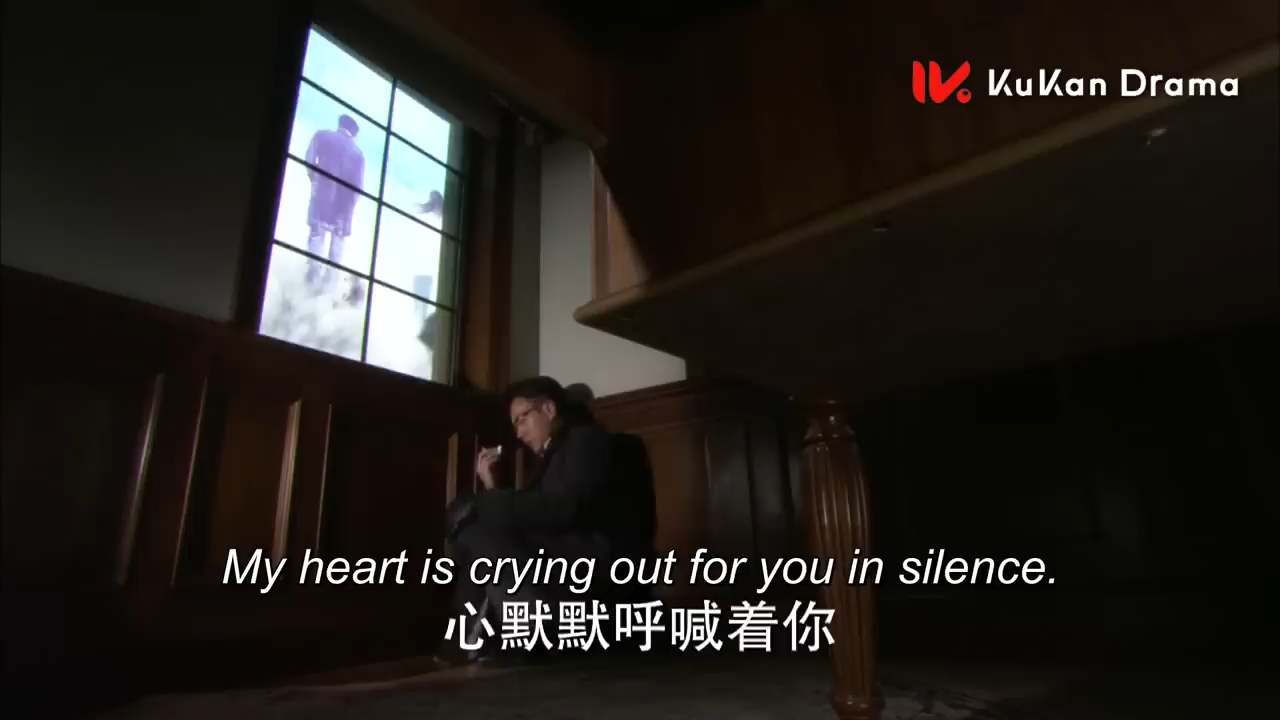 KuKan Drama
My heart is crying out for you in silence.
心默默呼喊着你